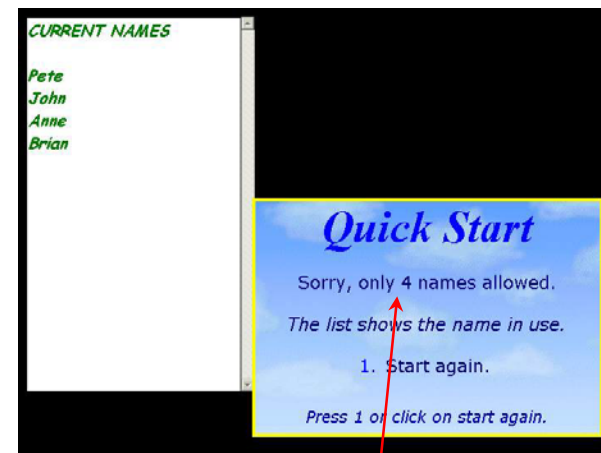 CURRENT NAMES
Pete
John
Anne
Brian
Quick Start
Sorry, only 4 names allowed.
The list shows the name in use.
1. Start again.
Press 1 or click on start again.